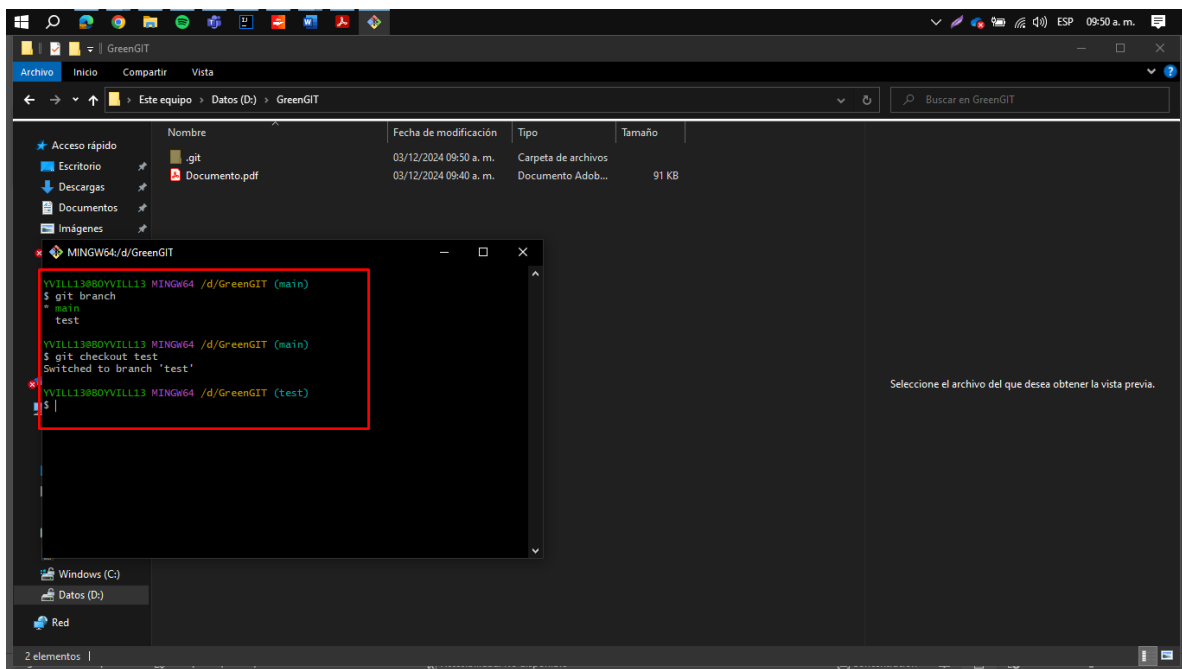 ESP 09:50 a. m.
GreenGIT
Archivo Inicio Compartir Vista
Este equipo > Datos (D:) > GreenGIT
Buscar en GreenGIT
Nombre Fecha de modificación Tipo Tamaño
Acceso rápido
Escritorio
Descargas
Documentos
Imágenes
.git 03/12/2024 09:50 a. m. Carpeta de archivos
Documento.pdf 03/12/2024 09:40 a. m. Documento Adob... 91 KB
MINGW64:/d/GreenGIT
YVILL13@BOYVILL13 MINGW64 /d/GreenGIT (main)
$ git branch
* main
test
YVILL13@BOYVILL13 MINGW64 /d/GreenGIT (main)
$ git checkout test
Switched to branch 'test'
YVILL13@BOYVILL13 MINGW64 /d/GreenGIT (test)
$
Seleccione el archivo del que desea obtener la vista previa.
Windows (C:)
Datos (D:)
Red
2 elementos